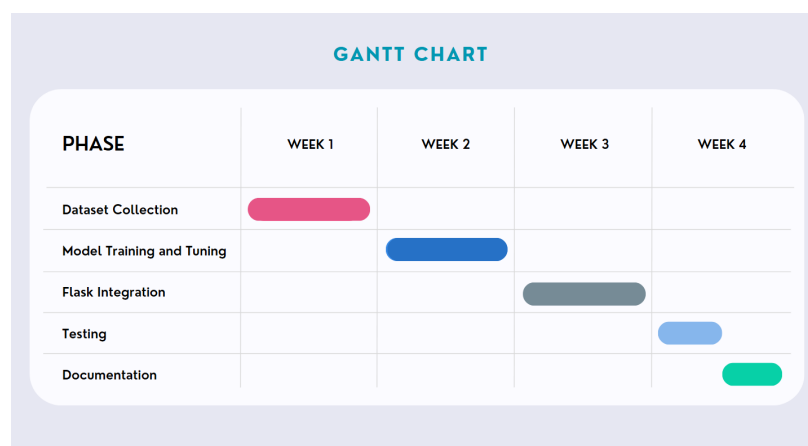 GANTT CHART
PHASE WEEK 1 WEEK 2 WEEK 3 WEEK 4
Dataset Collection
Model Training and Tuning
Flask Integration
Testing
Documentation